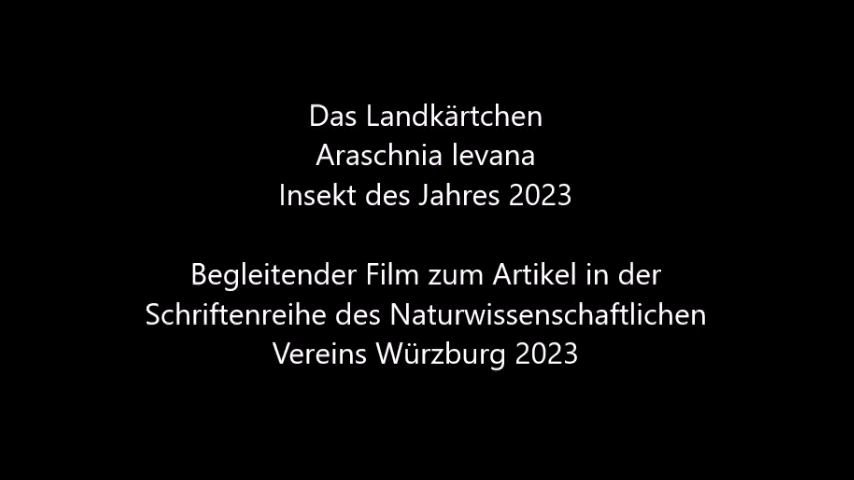 Das Landkärtchen
Araschnia levana
Insekt des Jahres 2023
Begleitender Film zum Artikel in der
Schriftenreihe des Naturwissenschaftlichen
Vereins Würzburg 2023